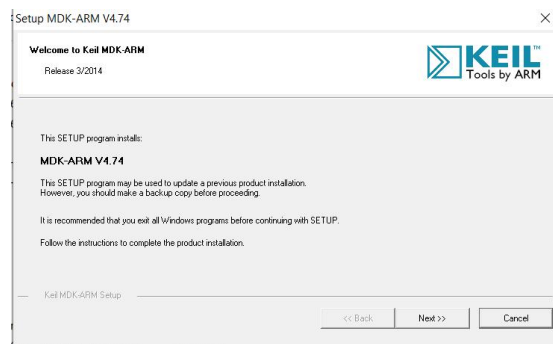 Setup MDK-ARM V4.74
Welcome to Keil MDK-ARM
Release 3/2014
KEIL™
Tools by ARM
This SETUP program installs:
MDK-ARM V4.74
This SETUP program may be used to update a previous product installation.
However, you should make a backup copy before proceeding.
It is recommended that you exit all Windows programs before continuing with SETUP.
Follow the instructions to complete the product installation.
Keil MDK-ARM Setup
<< Back
Next >>
Cancel